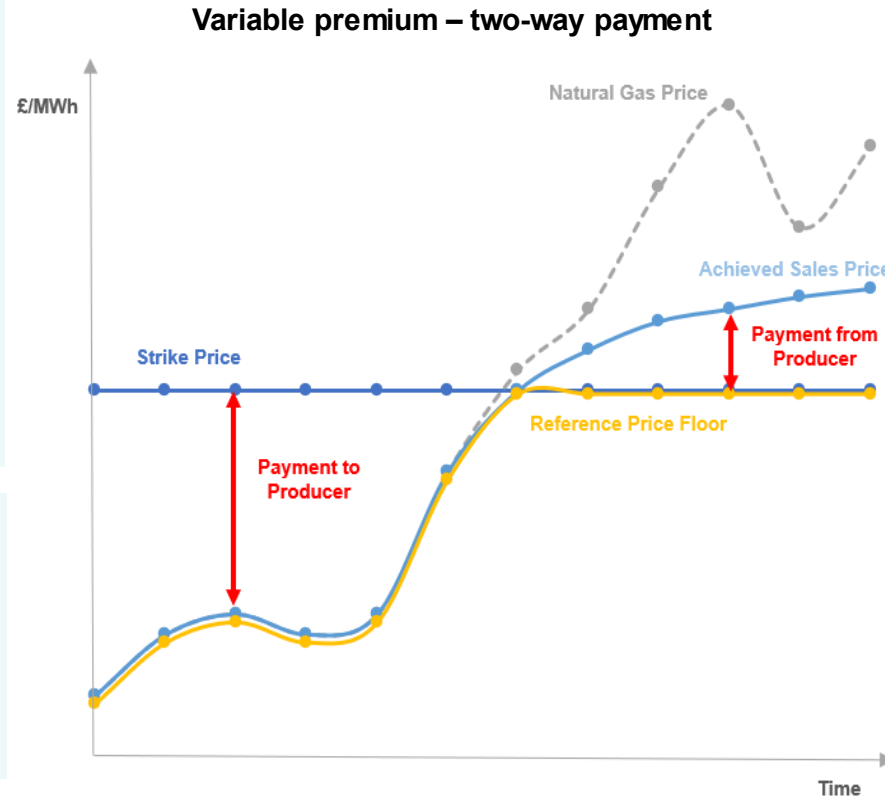 Variable premium – two-way payment
£/MWh
Natural Gas Price
Achieved Sales Price
Payment from
Producer
Strike Price
Reference Price Floor
Payment to
Producer
Time